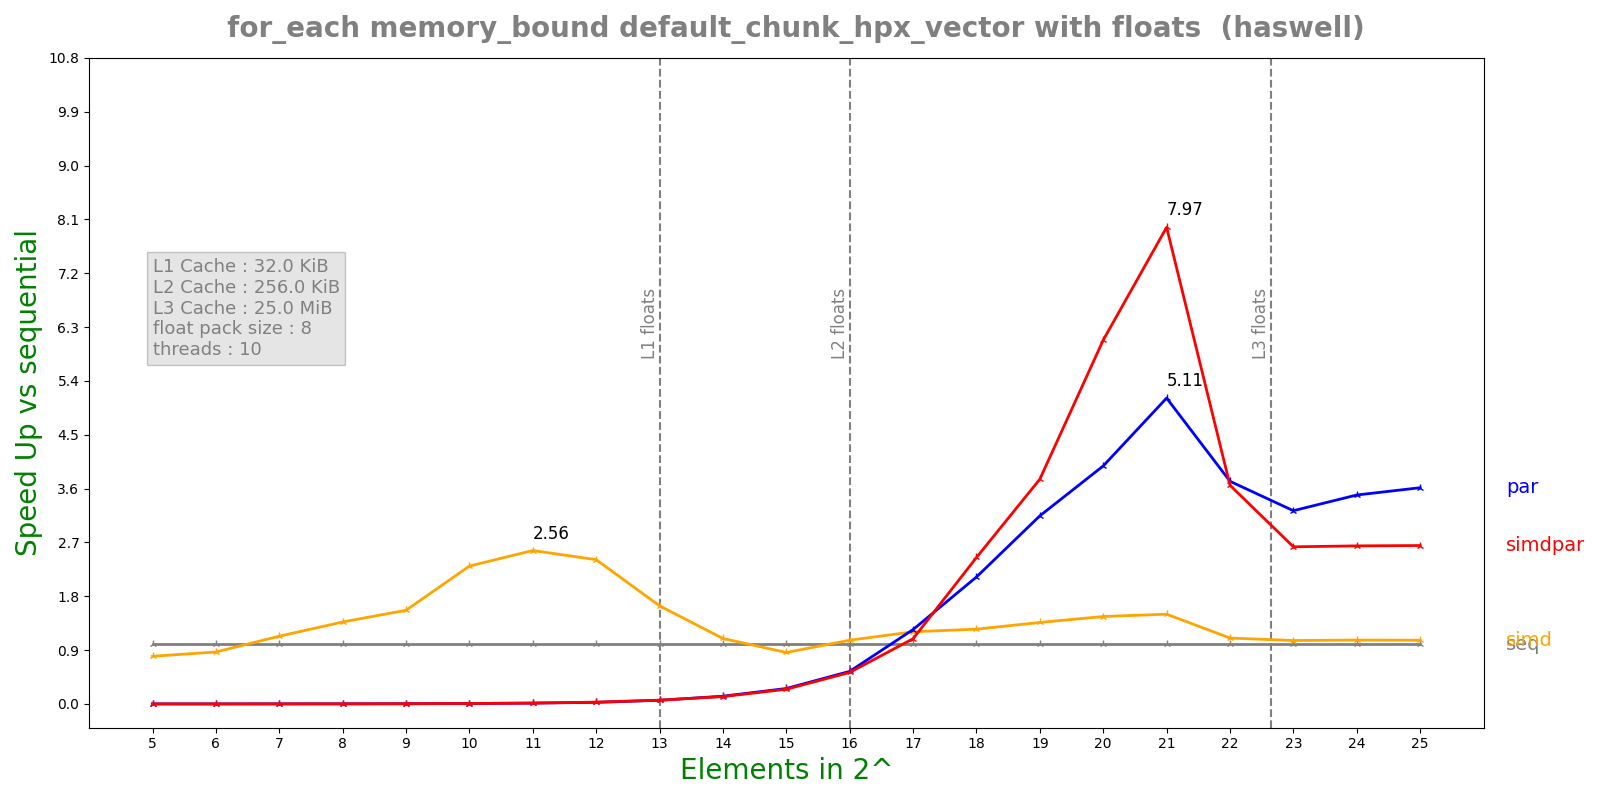 for_each memory_bound default_chunk_hpx_vector with floats  (haswell)
Speed Up vs sequential
10.8
9.9
9.0
8.1
7.2
6.3
5.4
4.5
3.6
2.7
1.8
0.9
0.0
L1 Cache : 32.0 KiB
L2 Cache : 256.0 KiB
L3 Cache : 25.0 MiB
float pack size : 8
threads : 10
L1 floats
L2 floats
L3 floats
2.56
7.97
5.11
par
simdpar
simd
seq
5 6 7 8 9 10 11 12 13 14 15 16 17 18 19 20 21 22 23 24 25
Elements in 2^